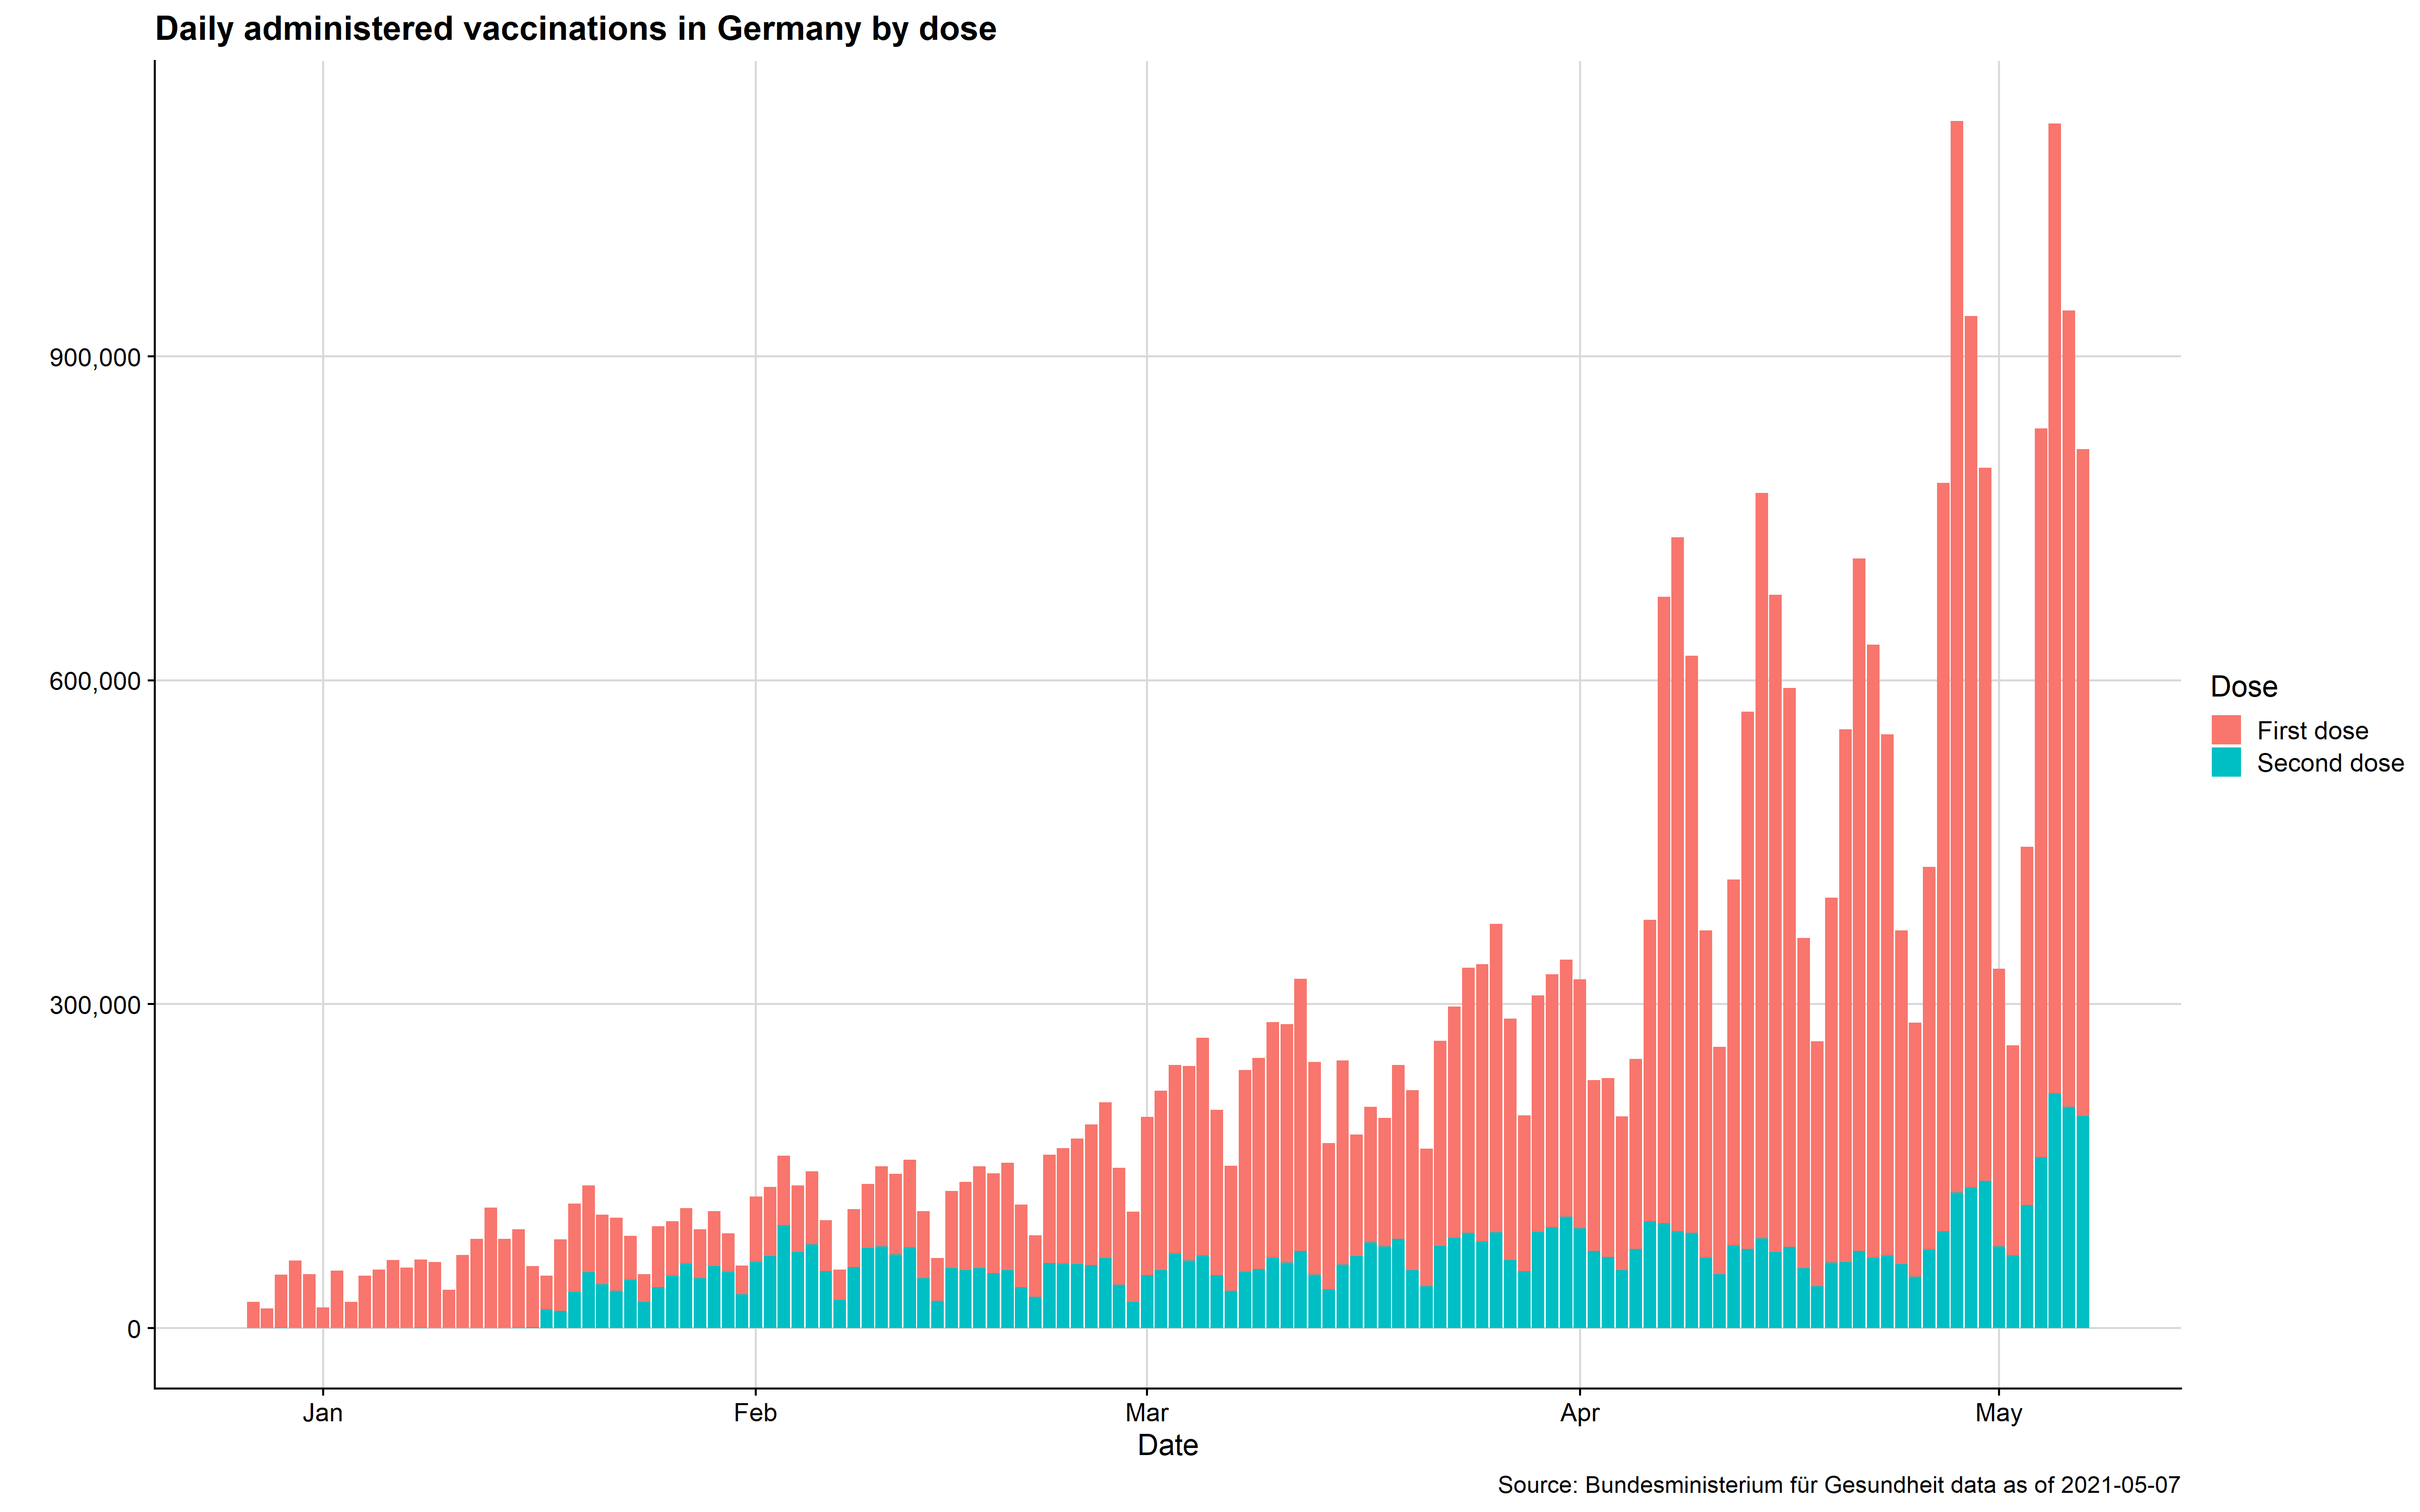 Daily administered vaccinations in Germany by dose
900,000
600,000
300,000
0
Jan Feb Mar Apr May
Date
Dose
First dose
Second dose
Source: Bundesministerium für Gesundheit data as of 2021-05-07